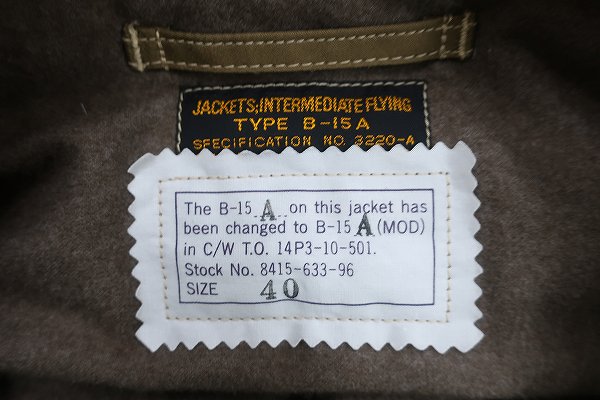 JACKETS;INTERMEDIATE FLYING
TYPE B-15A
SPECIFICATION NO. 3220-A
The B-15 A on this jacket has
been changed to B-15 A (MOD)
in C/W T.O. 14P3-10-501.
Stock No. 8415-633-96
SIZE 40